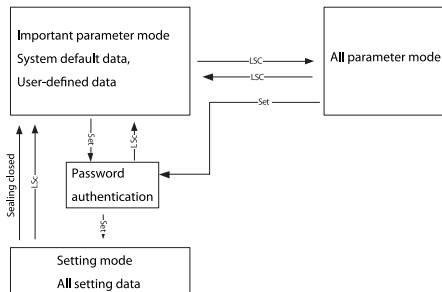 Important parameter mode
System default data,
User-defined data
All parameter mode
LSC
LSC
Set
Set
LSc
Sealing closed
LSc
Password
authentication
Set
Setting mode
All setting data